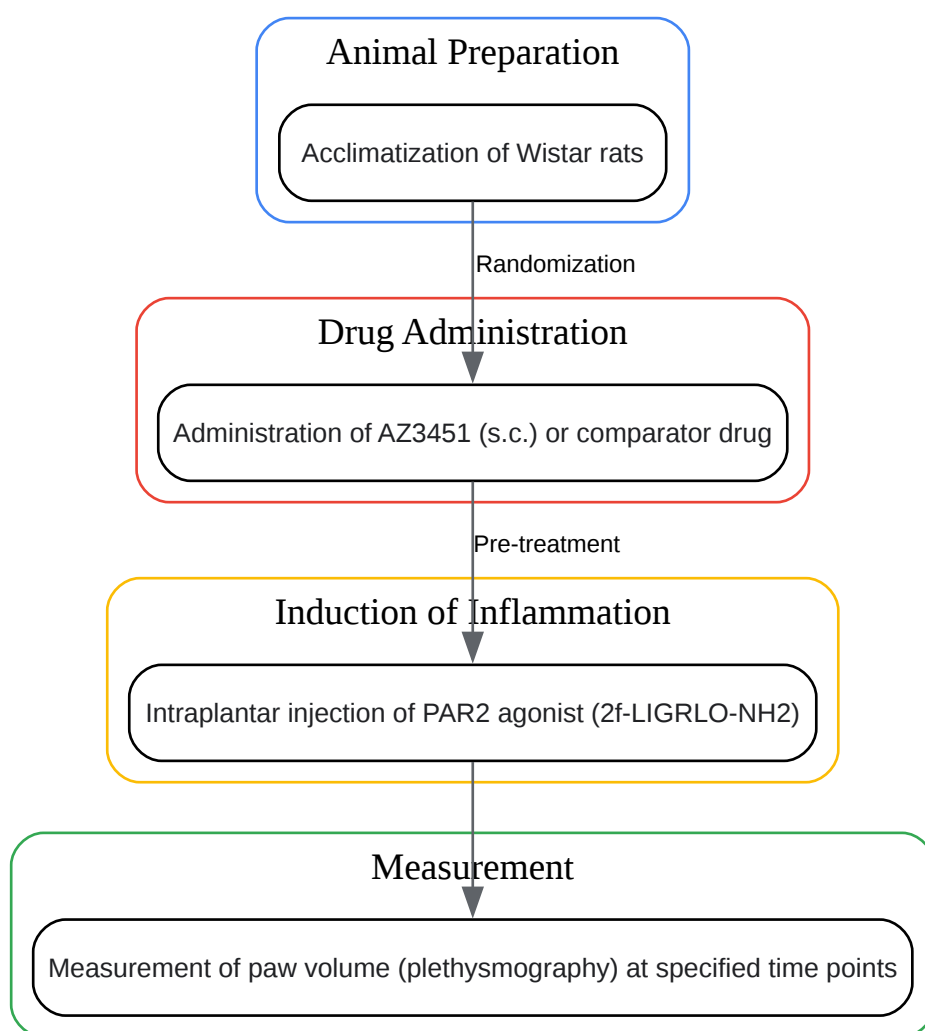 Animal Preparation
Acclimatization of Wistar rats
Randomization
Drug Administration
Administration of AZ3451 (s.c.) or comparator drug
Pre-treatment
Induction of Inflammation
Intraplantar injection of PAR2 agonist (2f-LIGRLO-NH2)
Measurement
Measurement of paw volume (plethysmography) at specified time points